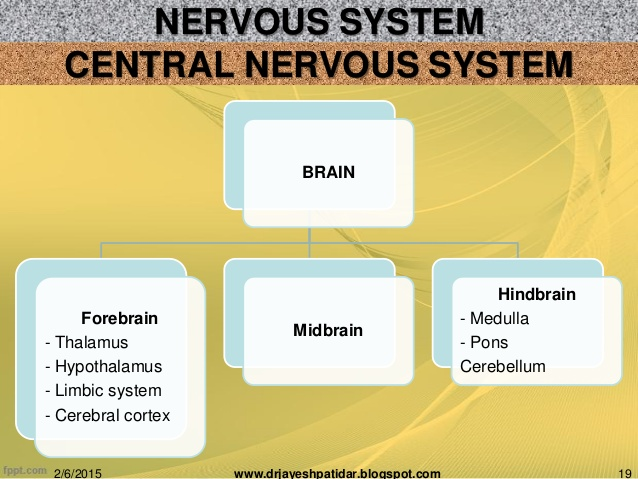 NERVOUS SYSTEM
CENTRAL NERVOUS SYSTEM
BRAIN
Forebrain
- Thalamus
- Hypothalamus
- Limbic system
- Cerebral cortex
Midbrain
Hindbrain
- Medulla
- Pons
Cerebellum
fppt.com
2/6/2015
www.drjayeshpatidar.blogspot.com
19